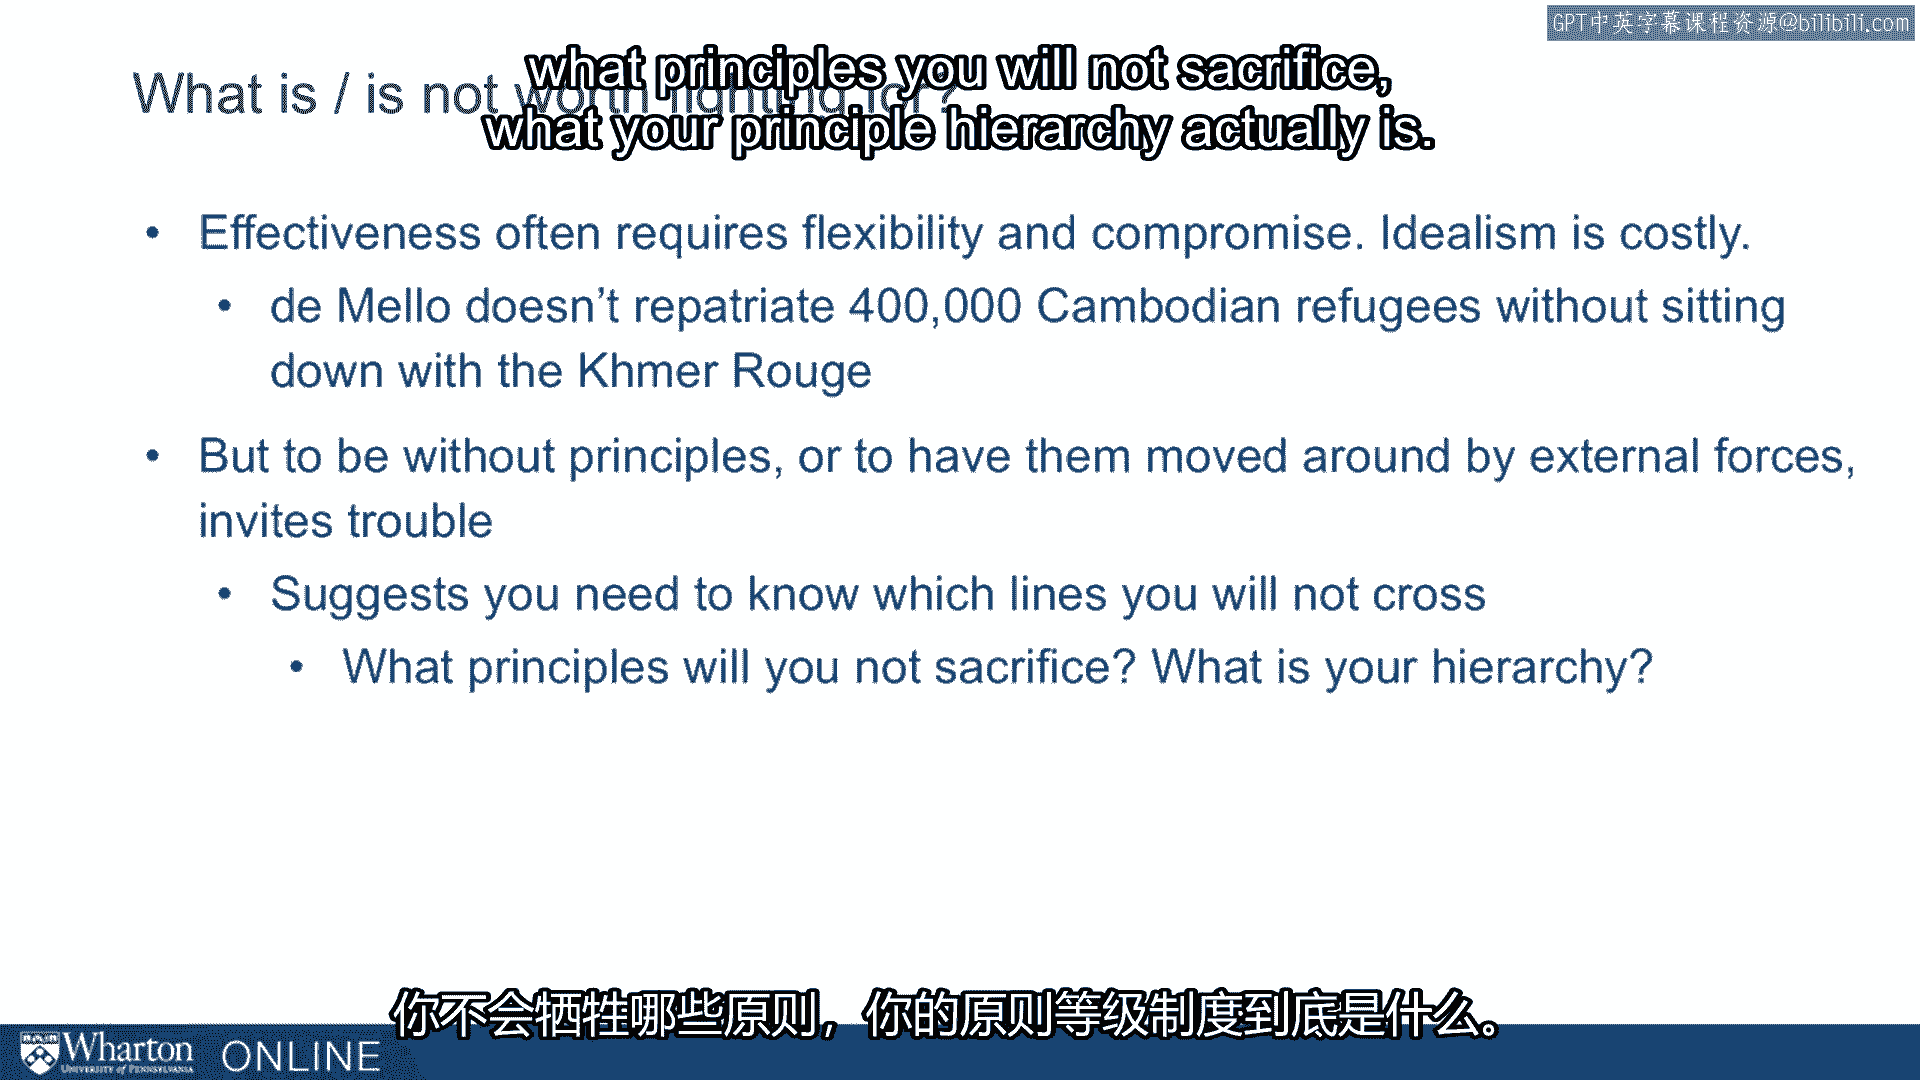 GPT中英字幕课程资源@bilibili.com
what principles you will not sacrifice,
what your principle hierarchy actually is.
What is / is not worth fighting for?
• Effectiveness often requires flexibility and compromise. Idealism is costly.
• de Mello doesn’t repatriate 400,000 Cambodian refugees without sitting
down with the Khmer Rouge
• But to be without principles, or to have them moved around by external forces,
invites trouble
• Suggests you need to know which lines you will not cross
• What principles will you not sacrifice? What is your hierarchy?
你不会牺牲哪些原则，你的原则等级制度到底是什么。
Wharton ONLINE
UNIVERSITY of PENNSYLVANIA